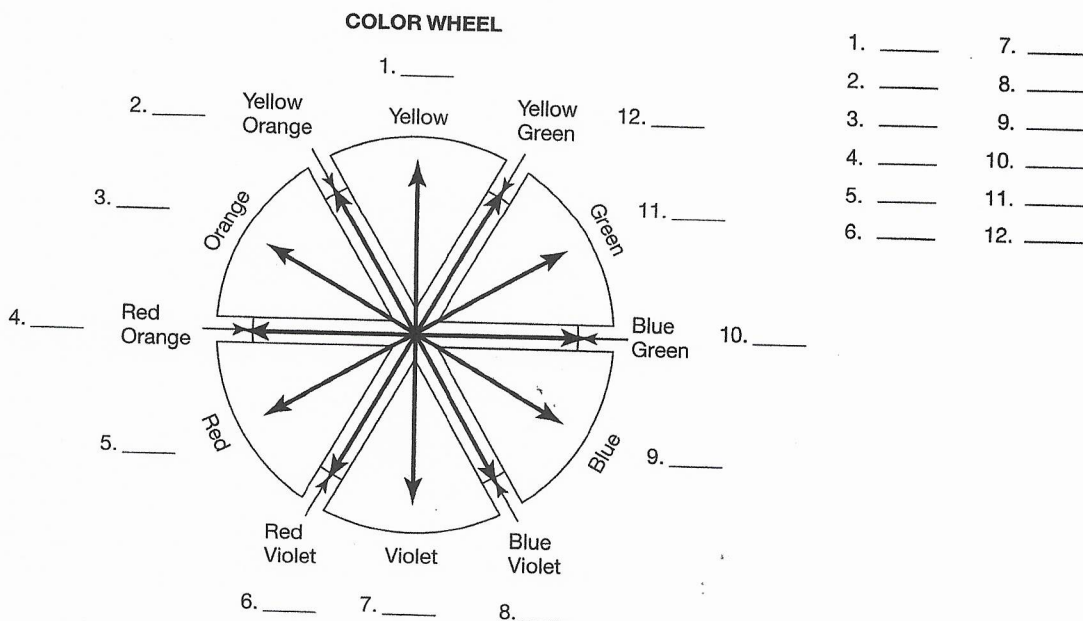 COLOR WHEEL
1. ____
2. ____
Yellow
Orange
Yellow
Yellow
Green
12. ____
3. ____
Orange
Green
11. ____
4. ____
Red
Orange
Blue
Green
10. ____
5. ____
Red
Blue
9. ____
Red
Violet
Violet
Blue
Violet
6. ____
7. ____
8. ____
1. ____ 7. ____
2. ____ 8. ____
3. ____ 9. ____
4. ____ 10. ____
5. ____ 11. ____
6. ____ 12. ____